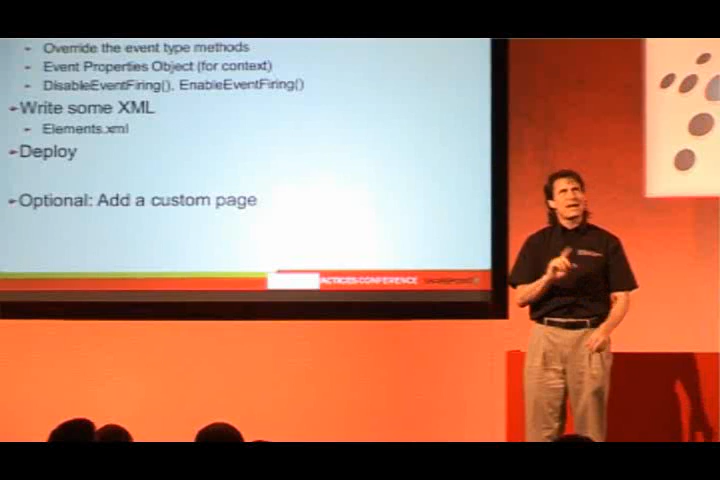 Override the event type methods
Event Properties Object (for context)
DisableEventFiring(), EnableEventFiring()
Write some XML
Elements.xml
Deploy
Optional: Add a custom page
CONFERENCE